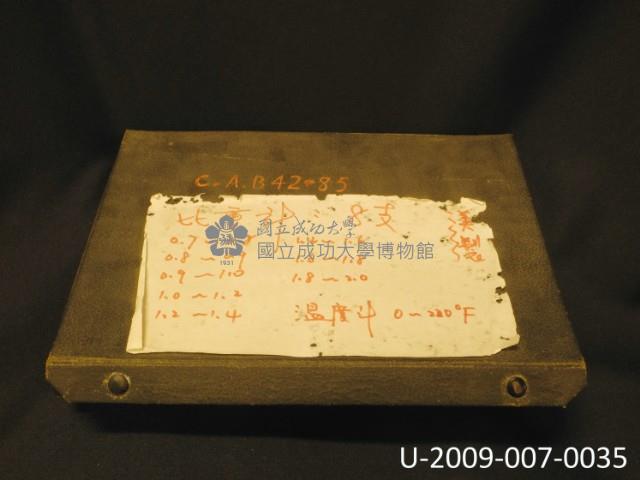 C.A.B 42-85
比重計 8支
美製
0.7
0.8 ~
0.9 ~ 1.0
1.0 ~ 1.2
1.2 ~ 1.4
1.8 ~ 2.0
溫度計 0~220°F
國立成功大學
國立成功大學博物館
1931
U-2009-007-0035